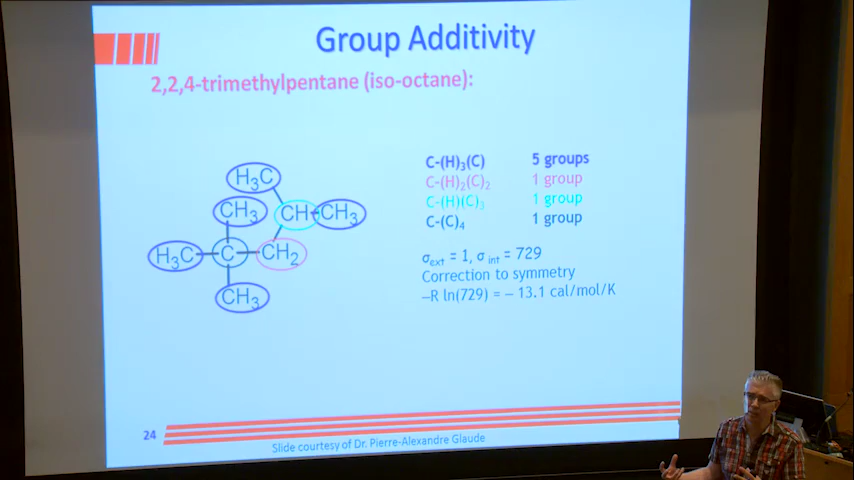 Group Additivity
2,2,4-trimethylpentane (iso-octane):
H₃C
CH₃
CH
CH₃
H₃C
C
CH₂
CH₃
C-(H)₃(C) 5 groups
C-(H)₂(C)₂ 1 group
C-(H)(C)₃ 1 group
C-(C)₄ 1 group
σext = 1, σ int = 729
Correction to symmetry
–R ln(729) = – 13.1 cal/mol/K
24
Slide courtesy of Dr. Pierre-Alexandre Glaude